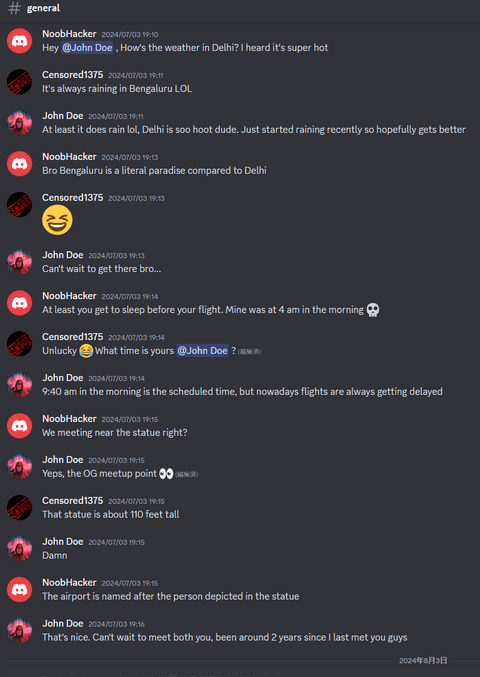 # general
NoobHacker 2024/07/03 19:10
Hey @John Doe , How's the weather in Delhi? I heard it's super hot
Censored1375 2024/07/03 19:11
It's always raining in Bengaluru LOL
John Doe 2024/07/03 19:11
At least it does rain lol, Delhi is soo hoot dude. Just started raining recently so hopefully gets better
NoobHacker 2024/07/03 19:13
Bro Bengaluru is a literal paradise compared to Delhi
Censored1375 2024/07/03 19:13
😆
John Doe 2024/07/03 19:13
Can't wait to get there bro...
NoobHacker 2024/07/03 19:14
At least you get to sleep before your flight. Mine was at 4 am in the morning 💀
Censored1375 2024/07/03 19:14
Unlucky 😂 What time is yours @John Doe ? (編集済)
John Doe 2024/07/03 19:14
9:40 am in the morning is the scheduled time, but nowadays flights are always getting delayed
NoobHacker 2024/07/03 19:15
We meeting near the statue right?
John Doe 2024/07/03 19:15
Yeps, the OG meetup point 👀 (編集済)
Censored1375 2024/07/03 19:15
That statue is about 110 feet tall
John Doe 2024/07/03 19:15
Damn
NoobHacker 2024/07/03 19:15
The airport is named after the person depicted in the statue
John Doe 2024/07/03 19:16
That's nice. Can't wait to meet both you, been around 2 years since I last met you guys
2024年8月3日